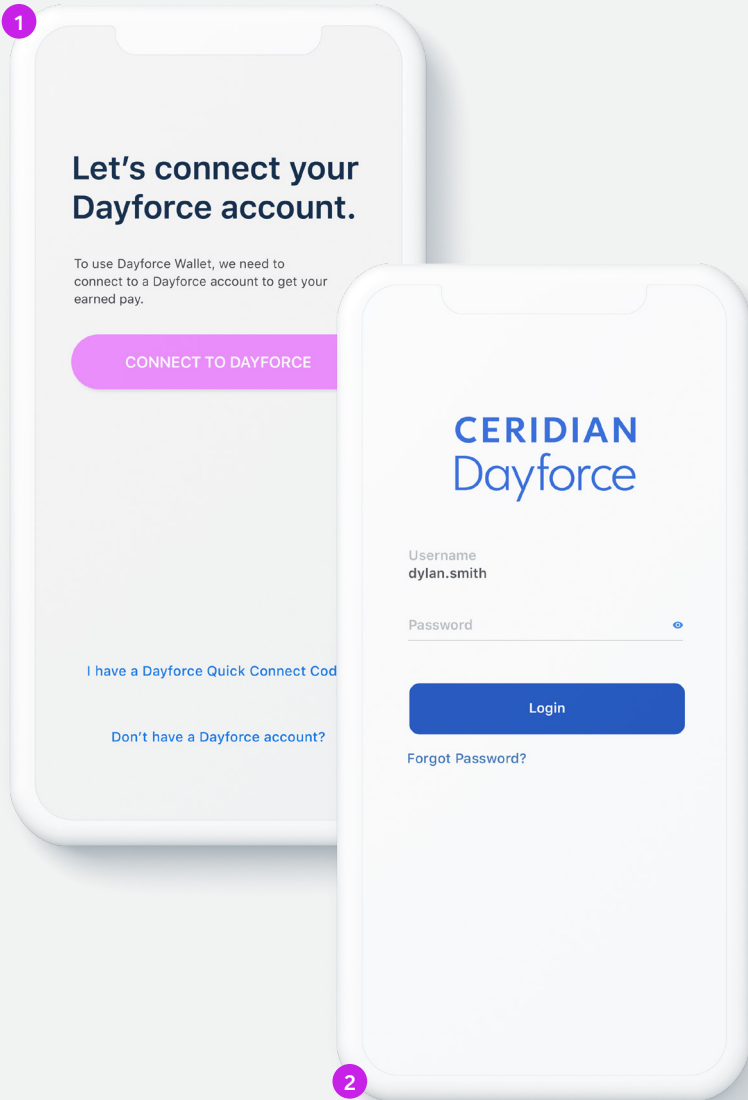 1
Let's connect your
Dayforce account.
To use Dayforce Wallet, we need to
connect to a Dayforce account to get your
earned pay.
CONNECT TO DAYFORCE
I have a Dayforce Quick Connect Cod
Don't have a Dayforce account?
CERIDIAN
Dayforce
Username
dylan.smith
Password
Login
Forgot Password?
2